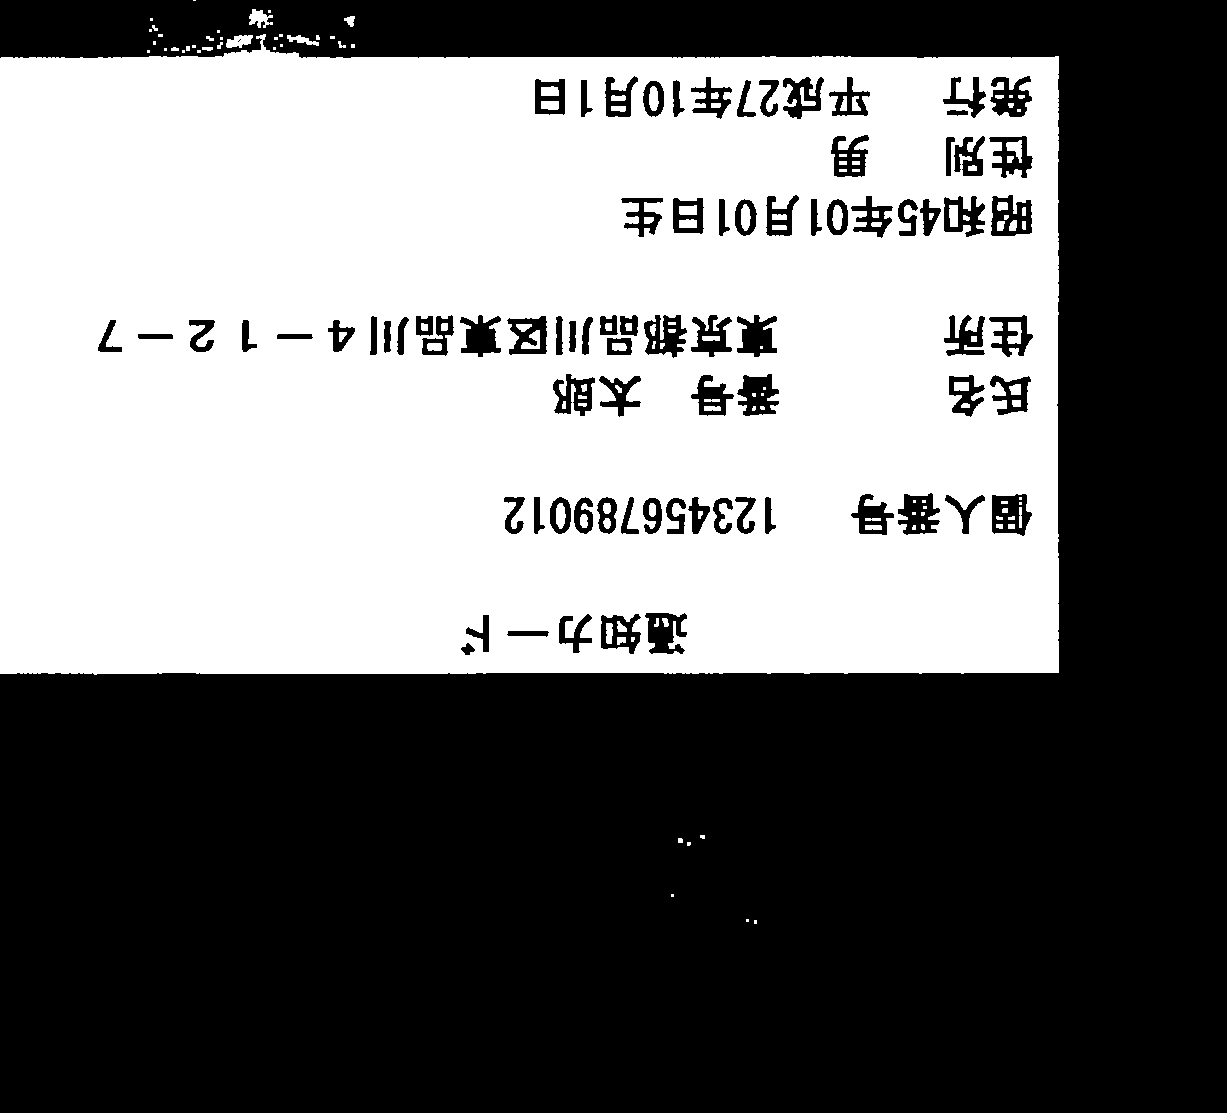 通知カード
個人番号 123456789012
氏名 番号 太郎
住所 東京都品川区東品川４－１２－７
昭和45年01月01日生
性別 男
発行 平成27年10月1日